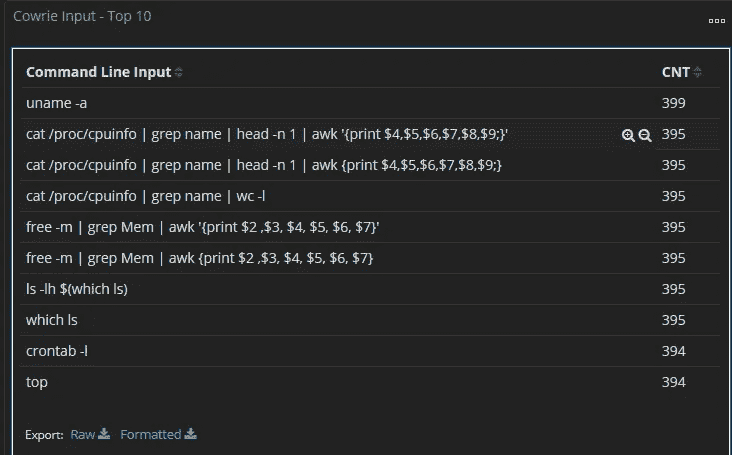 Cowrie Input - Top 10
Command Line Input CNT
uname -a 399
cat /proc/cpuinfo | grep name | head -n 1 | awk '{print $4,$5,$6,$7,$8,$9;}' 395
cat /proc/cpuinfo | grep name | head -n 1 | awk {print $4,$5,$6,$7,$8,$9;} 395
cat /proc/cpuinfo | grep name | wc -l 395
free -m | grep Mem | awk '{print $2 ,$3, $4, $5, $6, $7}' 395
free -m | grep Mem | awk {print $2 ,$3, $4, $5, $6, $7} 395
ls -lh $(which ls) 395
which ls 395
crontab -l 394
top 394
Export: Raw Formatted